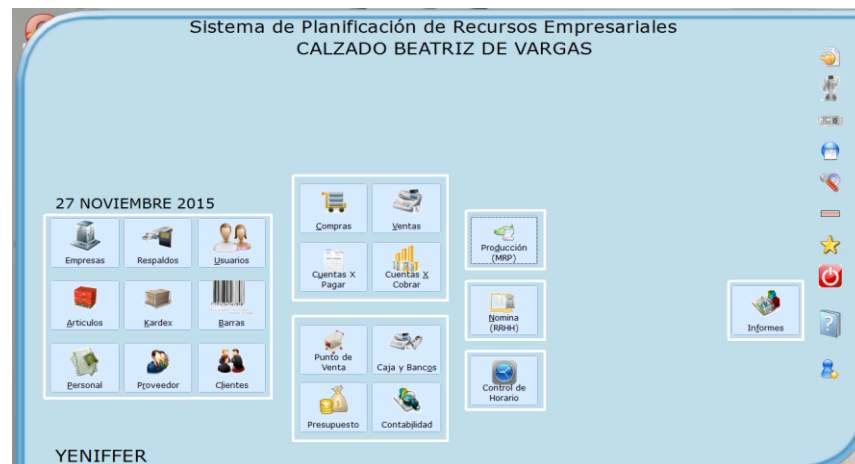 Sistema de Planificación de Recursos Empresariales
CALZADO BEATRIZ DE VARGAS
27 NOVIEMBRE 2015
Empresas
Respaldos
Usuarios
Articulos
Kardex
Barras
Personal
Proveedor
Clientes
Compras
Ventas
Cuentas X
Pagar
Cuentas X
Cobrar
Punto de
Venta
Caja y Bancos
Presupuesto
Contabilidad
Producción
(MRP)
Nomina
(RRHH)
Control de
Horario
Informes
YENIFFER